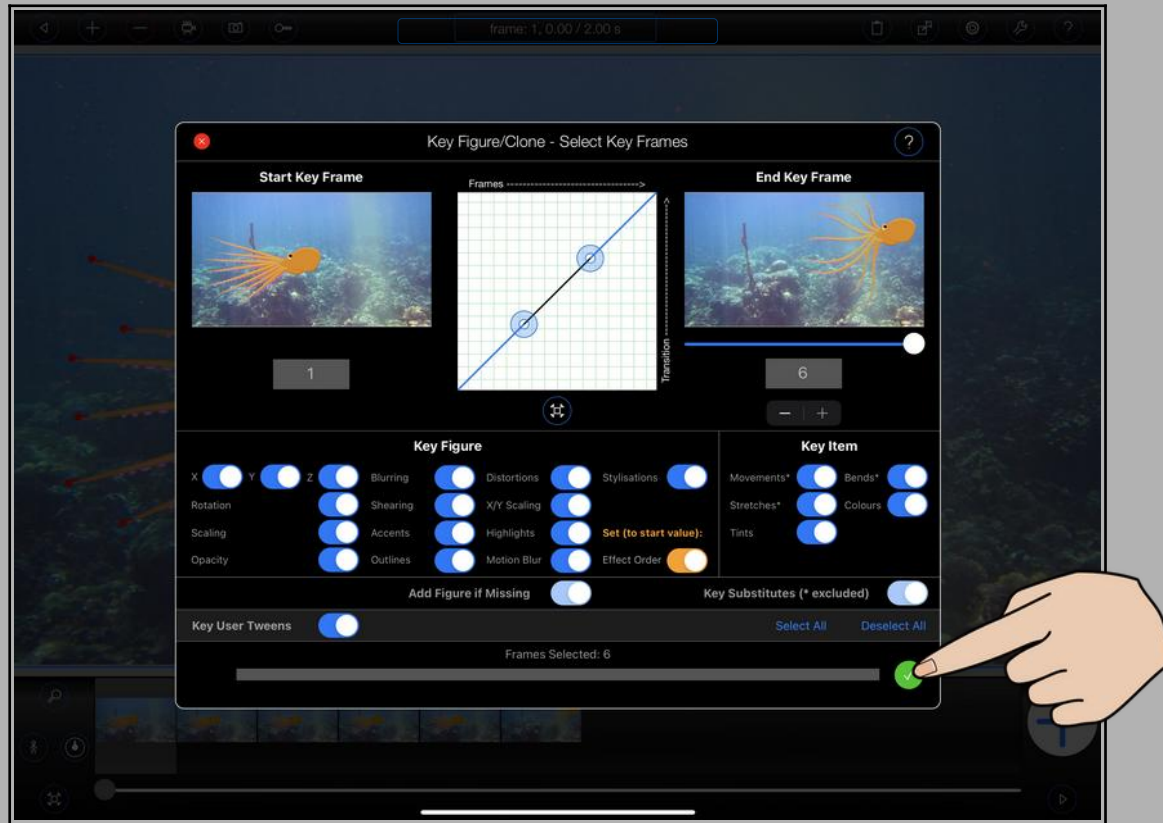 frame: 1, 0.00 / 2.00 s
?
Key Figure/Clone - Select Key Frames
?
Start Key Frame
Frames ---------------------------------->
End Key Frame
Transition ---------------->
1
6
- +
Key Figure
Key Item
X Y Z Blurring Distortions Stylisations
Movements* Bends*
Rotation Shearing X/Y Scaling
Stretches* Colours
Scaling Accents Highlights Set (to start value):
Tints
Opacity Outlines Motion Blur Effect Order
Add Figure if Missing
Key Substitutes (* excluded)
Key User Tweens
Select All
Deselect All
Frames Selected: 6